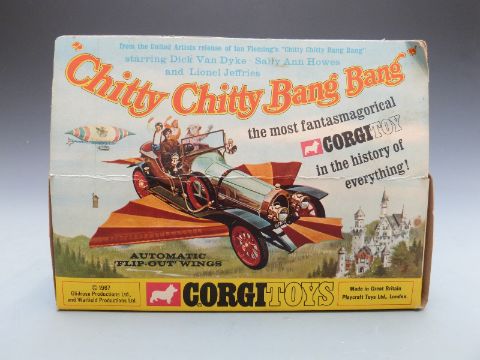 from the United Artists release of Ian Fleming's "Chitty Chitty Bang Bang"
starring Dick Van Dyke · Sally Ann Howes
and Lionel Jeffries
"Chitty Chitty Bang Bang"
the most fantasmagorical
CORGI TOY
in the history of
everything!
AUTOMATIC
'FLIP-OUT' WINGS
© 1967
Glidrose Productions Ltd.,
and Warfield Productions Ltd.
CORGI TOYS
Made in Great Britain
Playcraft Toys Ltd., London.